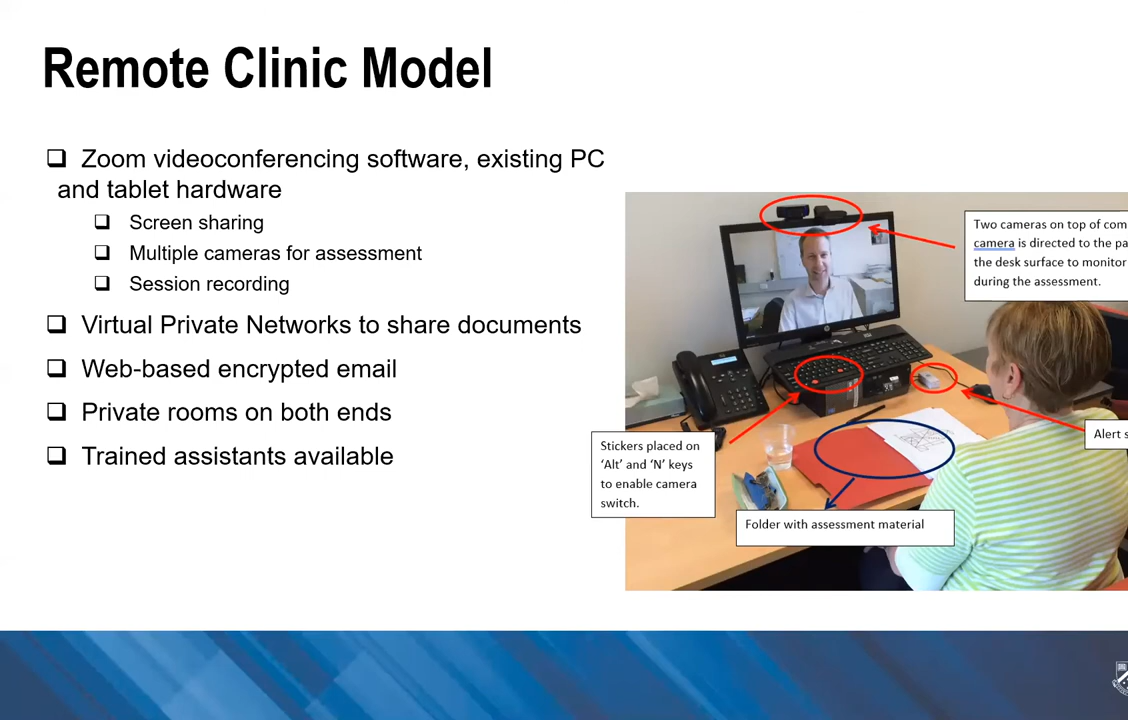 Remote Clinic Model
Zoom videoconferencing software, existing PC
and tablet hardware
Screen sharing
Multiple cameras for assessment
Session recording
Virtual Private Networks to share documents
Web-based encrypted email
Private rooms on both ends
Trained assistants available
Two cameras on top of com
camera is directed to the pa
the desk surface to monitor
during the assessment.
Stickers placed on
‘Alt’ and ‘N’ keys
to enable camera
switch.
Alert s
Folder with assessment material